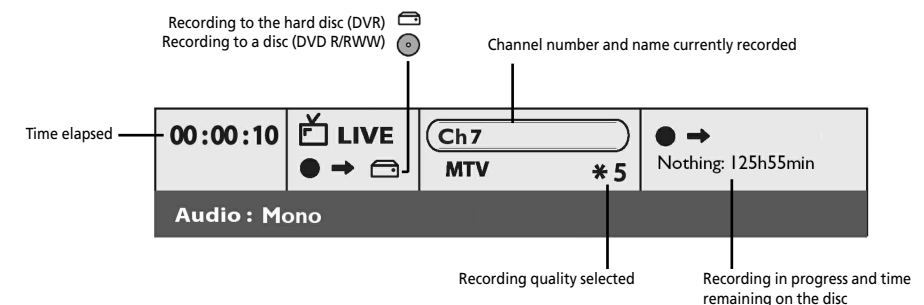 Recording to the hard disc (DVR)
Recording to a disc (DVD R/RWW)
Channel number and name currently recorded
Time elapsed
00:00:10
LIVE
Ch7
MTV
* 5
Nothing: 125h55min
Audio : Mono
Recording quality selected
Recording in progress and time
remaining on the disc